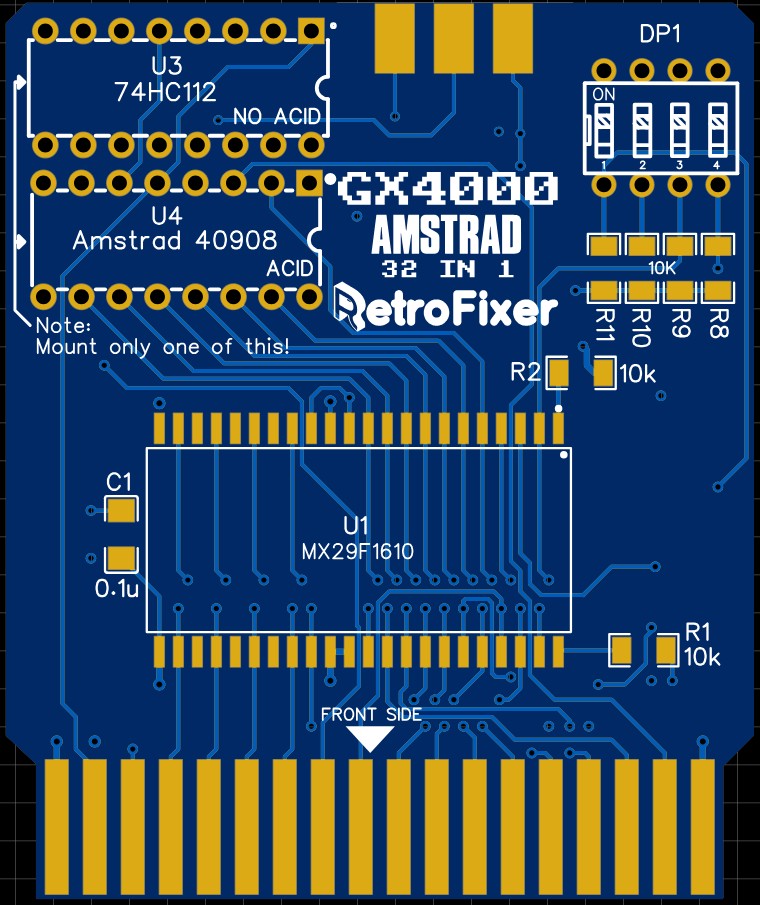 U3
74HC112
NO ACID
DP1
ON
1 2 3 4
U4
Amstrad 40908
ACID
GX4000
AMSTRAD
32 IN 1
RetroFixer
10K
R11 R10 R9 R8
Note:
Mount only one of this!
R2 10k
C1
0.1u
U1
MX29F1610
R1
10k
FRONT SIDE